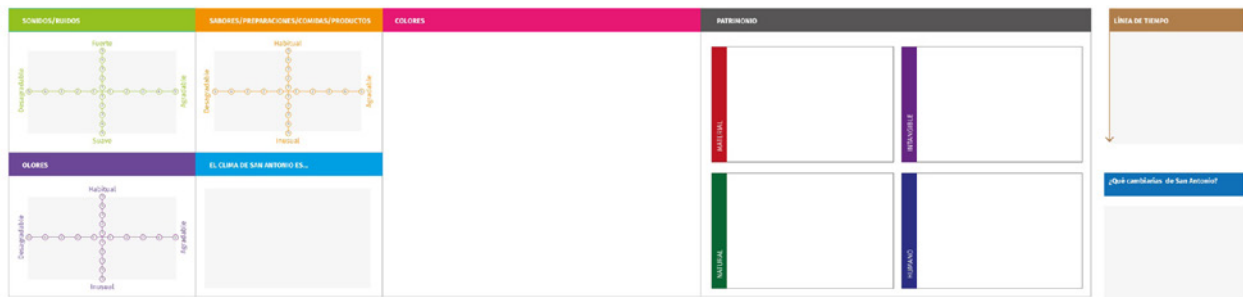 SONIDOS/RUIDOS
Fuerte
Desagradable
Agradable
Suave
SABORES/PREPARACIONES/COMIDAS/PRODUCTOS
Habitual
Desagradable
Agradable
Inusual
COLORES
PATRIMONIO
MATERIAL
INTANGIBLE
NATURAL
HUMANO
LÍNEA DE TIEMPO
OLORES
Habitual
Desagradable
Agradable
Inusual
EL CLIMA DE SAN ANTONIO ES...
¿Qué cambiarías de San Antonio?